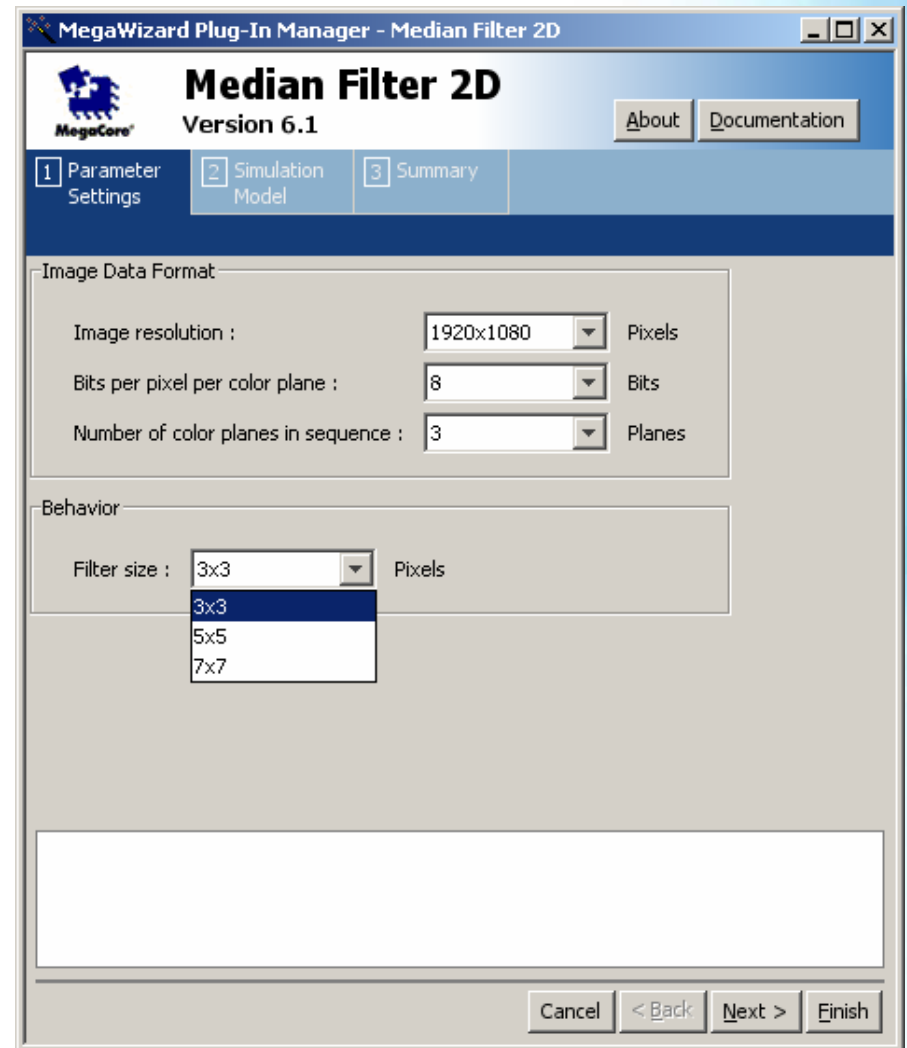 MegaWizard Plug-In Manager - Median Filter 2D
MegaCore®
Median Filter 2D
Version 6.1
About
Documentation
1 Parameter Settings
2 Simulation Model
3 Summary
Image Data Format
Image resolution : 1920x1080 Pixels
Bits per pixel per color plane : 8 Bits
Number of color planes in sequence : 3 Planes
Behavior
Filter size : 3x3 Pixels
3x3
5x5
7x7
Cancel
< Back
Next >
Finish